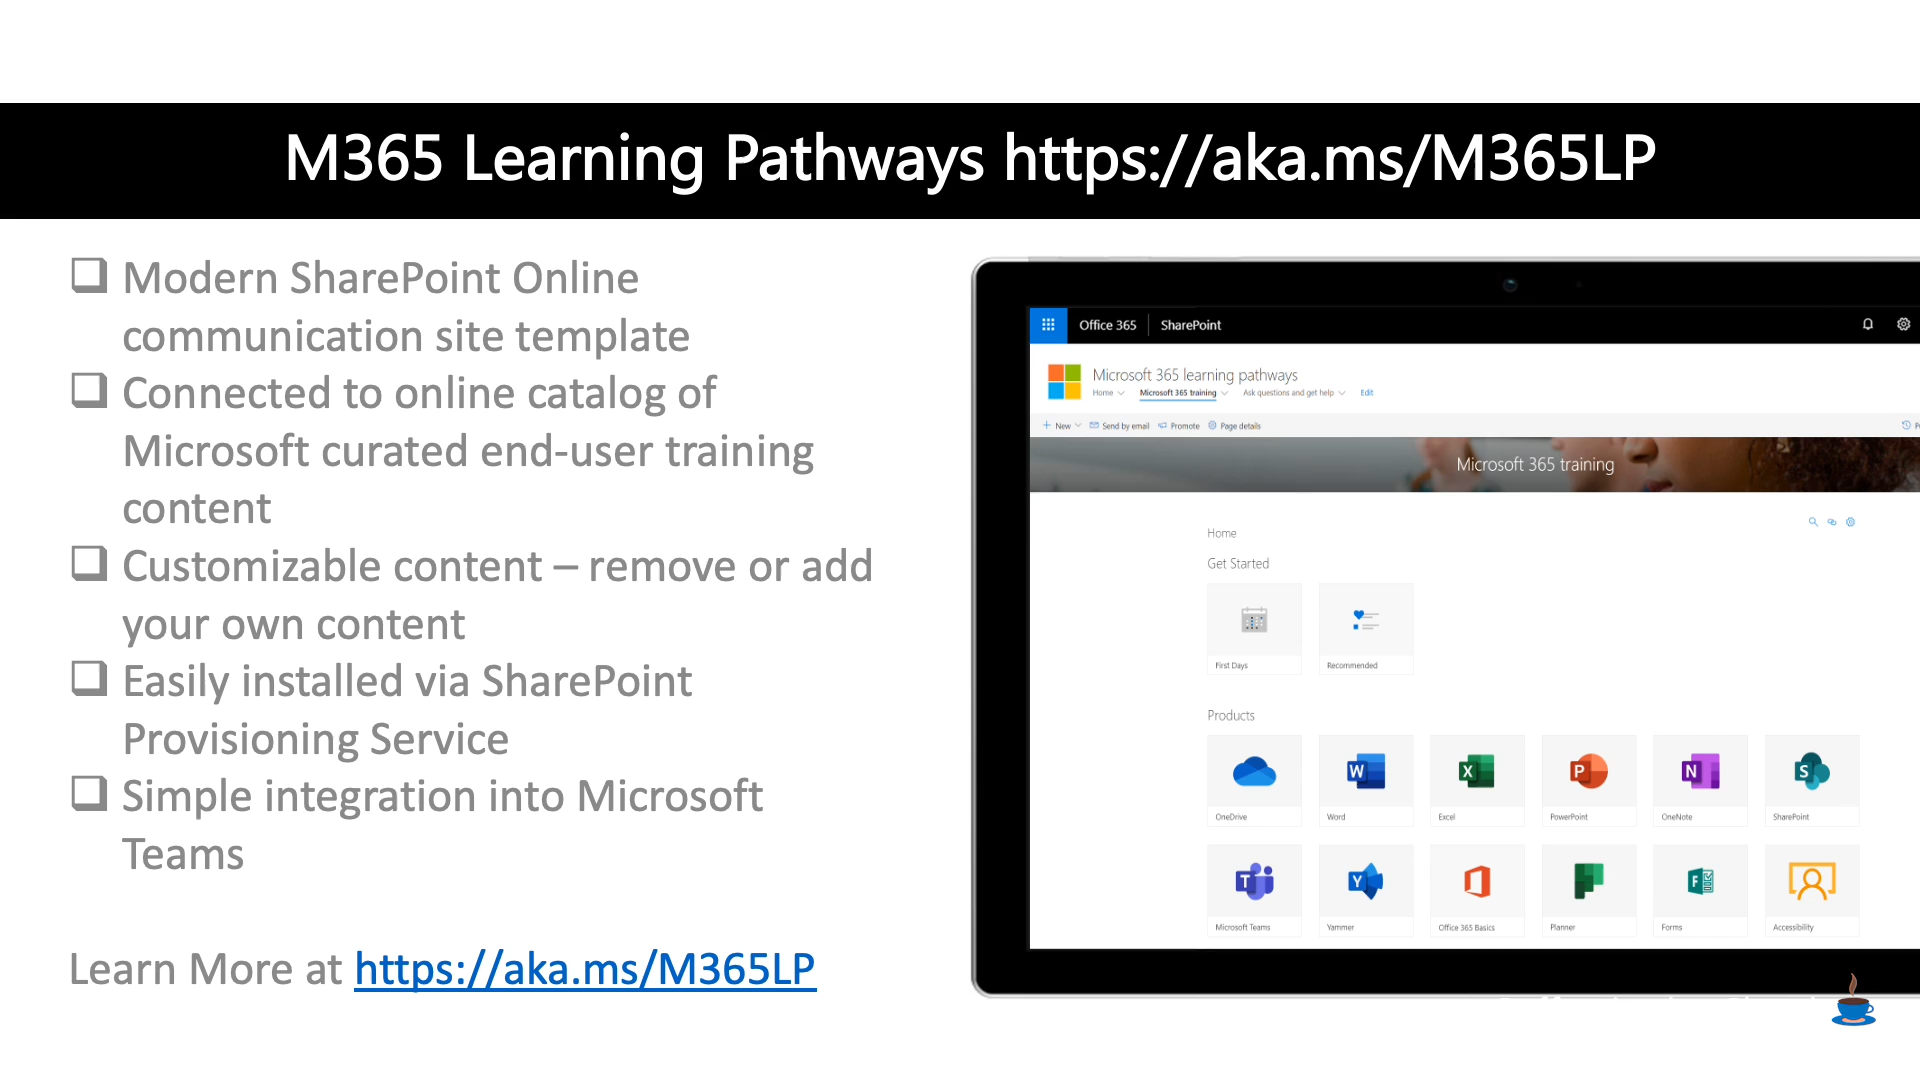 M365 Learning Pathways https://aka.ms/M365LP
❑ Modern SharePoint Online
communication site template
❑ Connected to online catalog of
Microsoft curated end-user training
content
❑ Customizable content – remove or add
your own content
❑ Easily installed via SharePoint
Provisioning Service
❑ Simple integration into Microsoft
Teams
Learn More at https://aka.ms/M365LP
Office 365 SharePoint
Microsoft 365 learning pathways
Home Microsoft 365 training Ask questions and get help Edit
+ New Send by email Promote Page details
Microsoft 365 training
Home
Get Started
First Days Recommended
Products
OneDrive Word Excel PowerPoint OneNote SharePoint
Microsoft Teams Yammer Office 365 Basics Planner Forms Accessibility